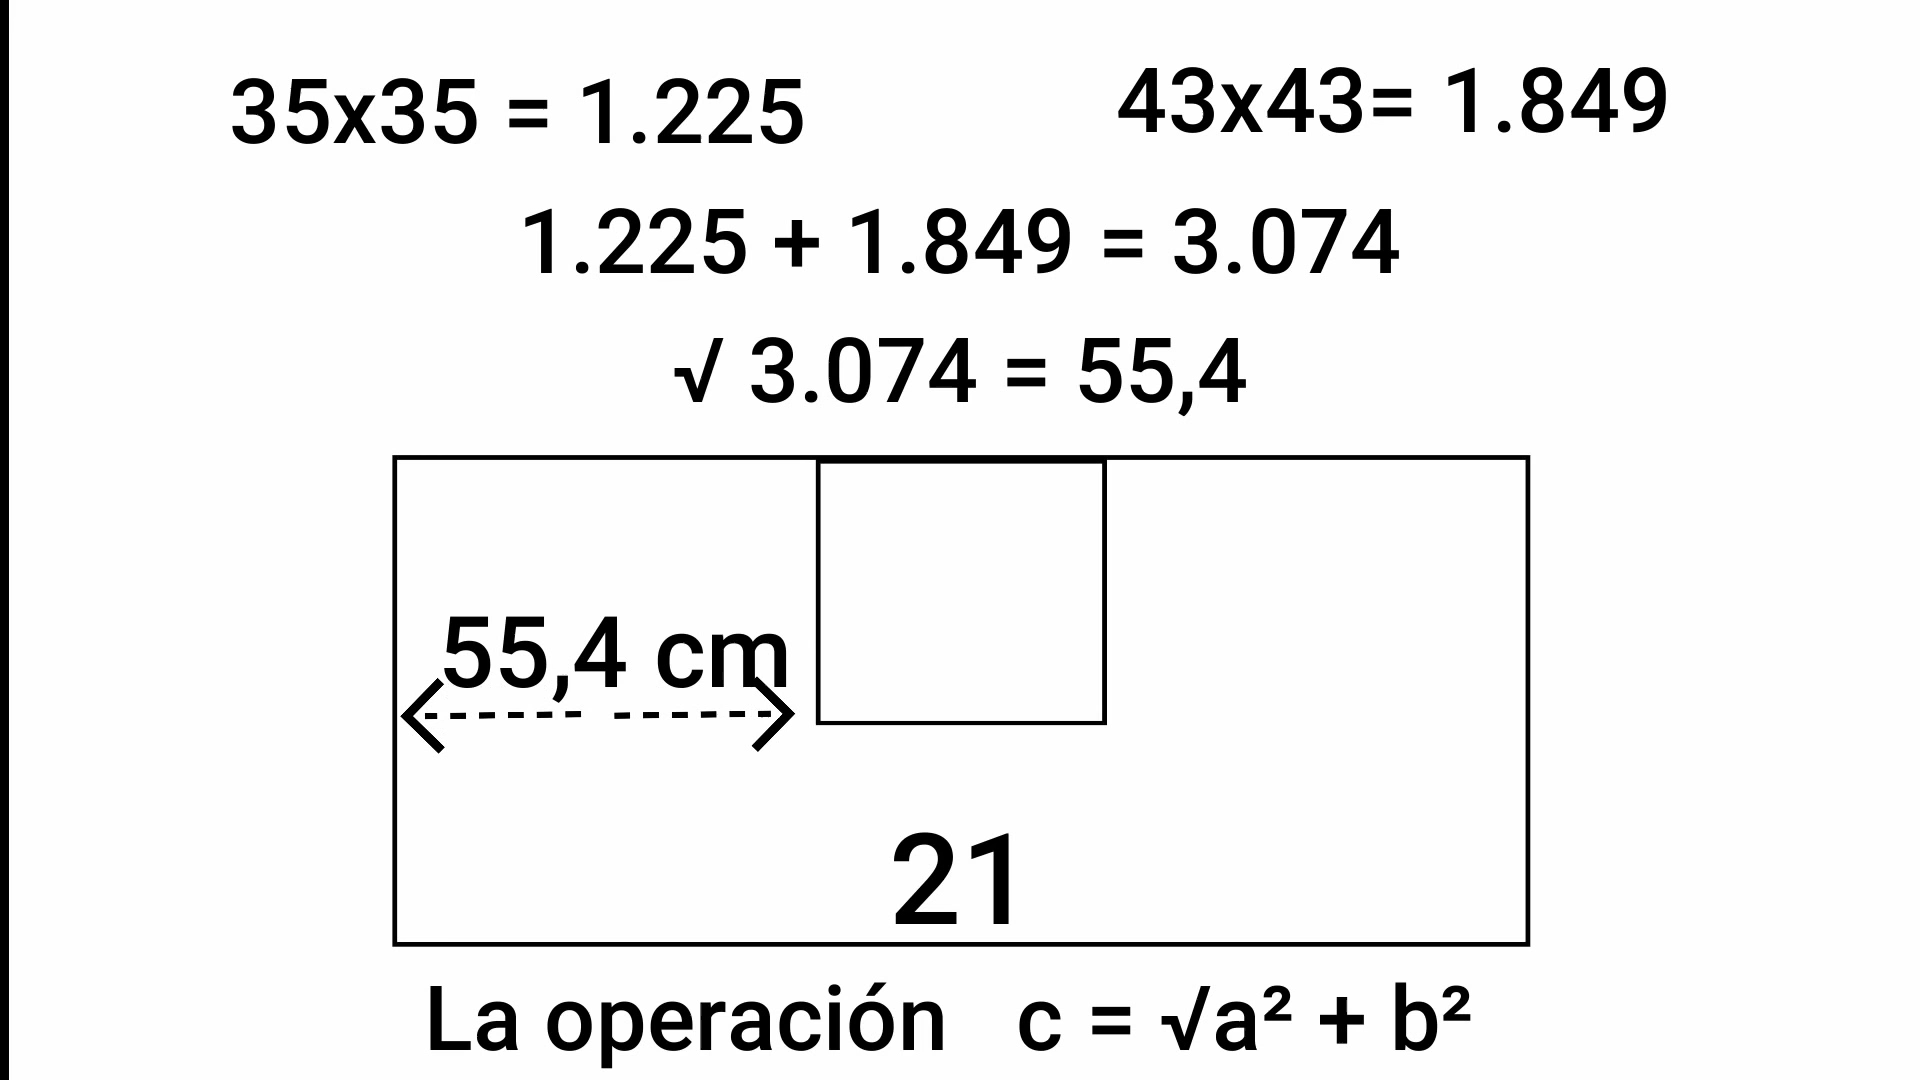 35x35 = 1.225
43x43= 1.849
1.225 + 1.849 = 3.074
√ 3.074 = 55,4
55,4 cm
21
La operación c = √a² + b²